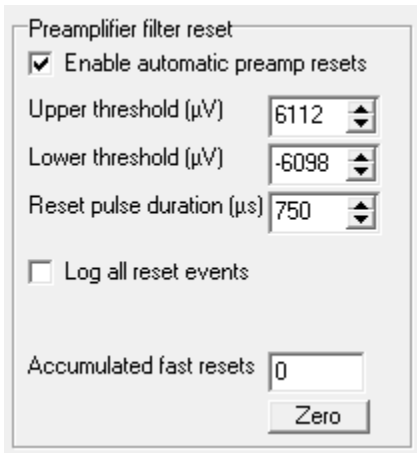 Preamplifier filter reset
Enable automatic preamp resets
Upper threshold (µV) 6112
Lower threshold (µV) -6098
Reset pulse duration (µs) 750
Log all reset events
Accumulated fast resets 0
Zero